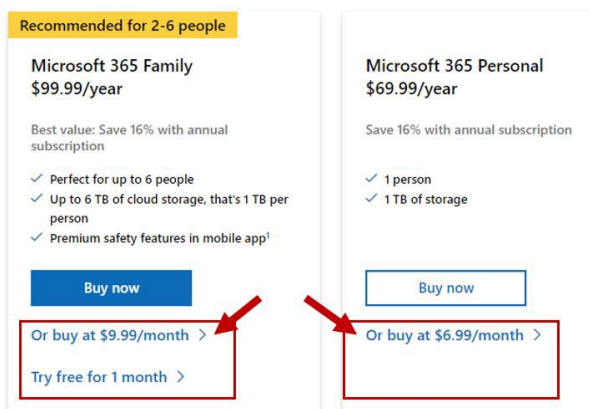 Recommended for 2-6 people
Microsoft 365 Family
$99.99/year
Best value: Save 16% with annual
subscription
✓ Perfect for up to 6 people
✓ Up to 6 TB of cloud storage, that's 1 TB per
person
✓ Premium safety features in mobile app¹
Buy now
Or buy at $9.99/month >
Try free for 1 month >
Microsoft 365 Personal
$69.99/year
Save 16% with annual subscription
✓ 1 person
✓ 1 TB of storage
Buy now
Or buy at $6.99/month >